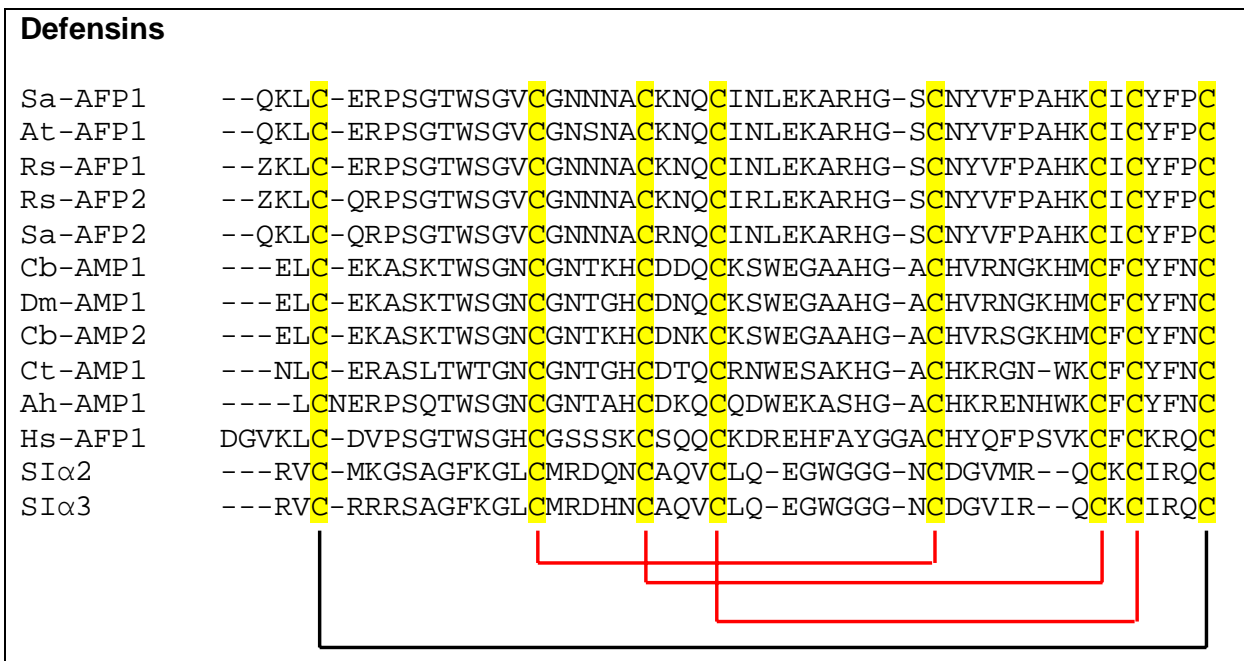 Defensins
Sa-AFP1 --QKLC-ERPSGTWSGVCGNNNACKNQCINLEKARHG-SCNYVFPAHKCICYFPC
At-AFP1 --QKLC-ERPSGTWSGVCGNSNACKNQCINLEKARHG-SCNYVFPAHKCICYFPC
Rs-AFP1 --ZKLC-ERPSGTWSGVCGNNNACKNQCINLEKARHG-SCNYVFPAHKCICYFPC
Rs-AFP2 --ZKLC-QRPSGTWSGVCGNNNACKNQCIRLEKARHG-SCNYVFPAHKCICYFPC
Sa-AFP2 --QKLC-QRPSGTWSGVCGNNNACRNQCINLEKARHG-SCNYVFPAHKCICYFPC
Cb-AMP1 ---ELC-EKASKTWSGNCGNTKHCDDQCKSWEGAAHG-ACHVRNGKHMCFCYFNC
Dm-AMP1 ---ELC-EKASKTWSGNCGNTGHCDNQCKSWEGAAHG-ACHVRNGKHMCFCYFNC
Cb-AMP2 ---ELC-EKASKTWSGNCGNTKHCDNKCKSWEGAAHG-ACHVRSGKHMCFCYFNC
Ct-AMP1 ---NLC-ERASLTWTGNCGNTGHCDTQCRNWESAKHG-ACHKRGN-WKCFCYFNC
Ah-AMP1 ----LCNERPSQTWSGNCGNTAHCDKQCQDWEKASHG-ACHKRENHWKCFCYFNC
Hs-AFP1 DGVKLC-DVPSGTWSGHCGSSSKCSQQCKDREHFAYGGACHYQFPSVKCFCKRQC
SIα2 ---RVC-MKGSAGFKGLCMRDQNCAQVCLQ-EGWGGG-NCDGVMR--QCKCIRQC
SIα3 ---RVC-RRRSAGFKGLCMRDHNCAQVCLQ-EGWGGG-NCDGVIR--QCKCIRQC